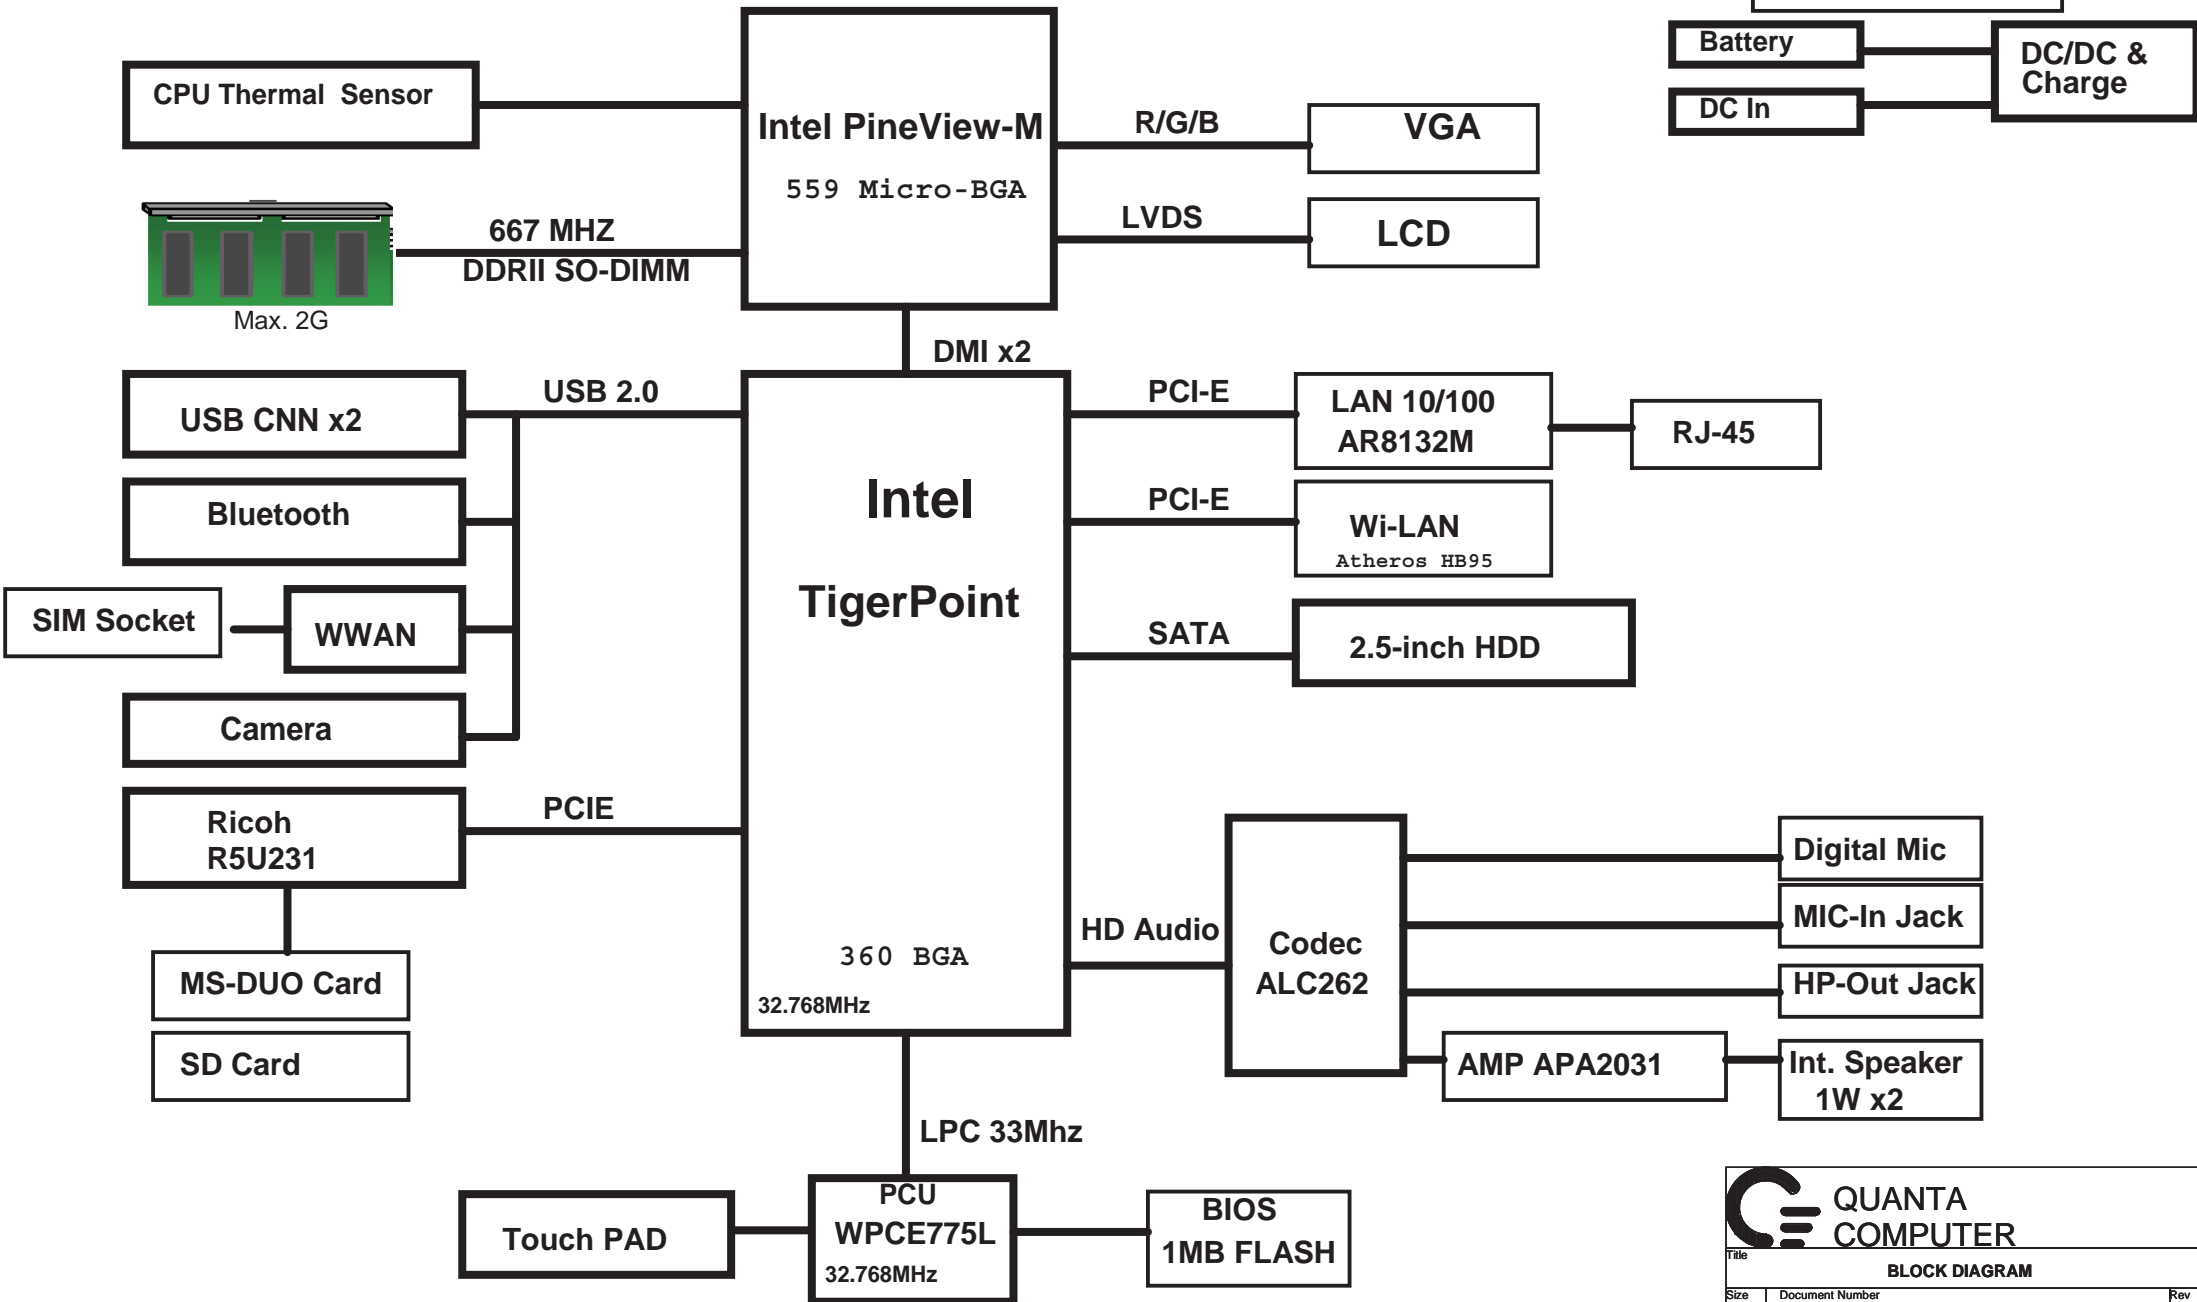 Battery
DC/DC &
Charge
DC In
CPU Thermal  Sensor
Intel PineView-M
559 Micro-BGA
R/G/B
VGA
LVDS
LCD
667 MHZ
DDRII SO-DIMM
Max. 2G
DMI x2
USB CNN x2
USB 2.0
Bluetooth
SIM Socket
WWAN
Camera
Ricoh
R5U231
PCIE
MS-DUO Card
SD Card
Intel
TigerPoint
360 BGA
32.768MHz
PCI-E
LAN 10/100
AR8132M
RJ-45
PCI-E
Wi-LAN
Atheros HB95
SATA
2.5-inch HDD
HD Audio
Codec
ALC262
Digital Mic
MIC-In Jack
HP-Out Jack
AMP APA2031
Int. Speaker
1W x2
LPC 33Mhz
Touch PAD
PCU
WPCE775L
32.768MHz
BIOS
1MB FLASH
QUANTA
COMPUTER
Title
BLOCK DIAGRAM
Size
Document Number
Rev